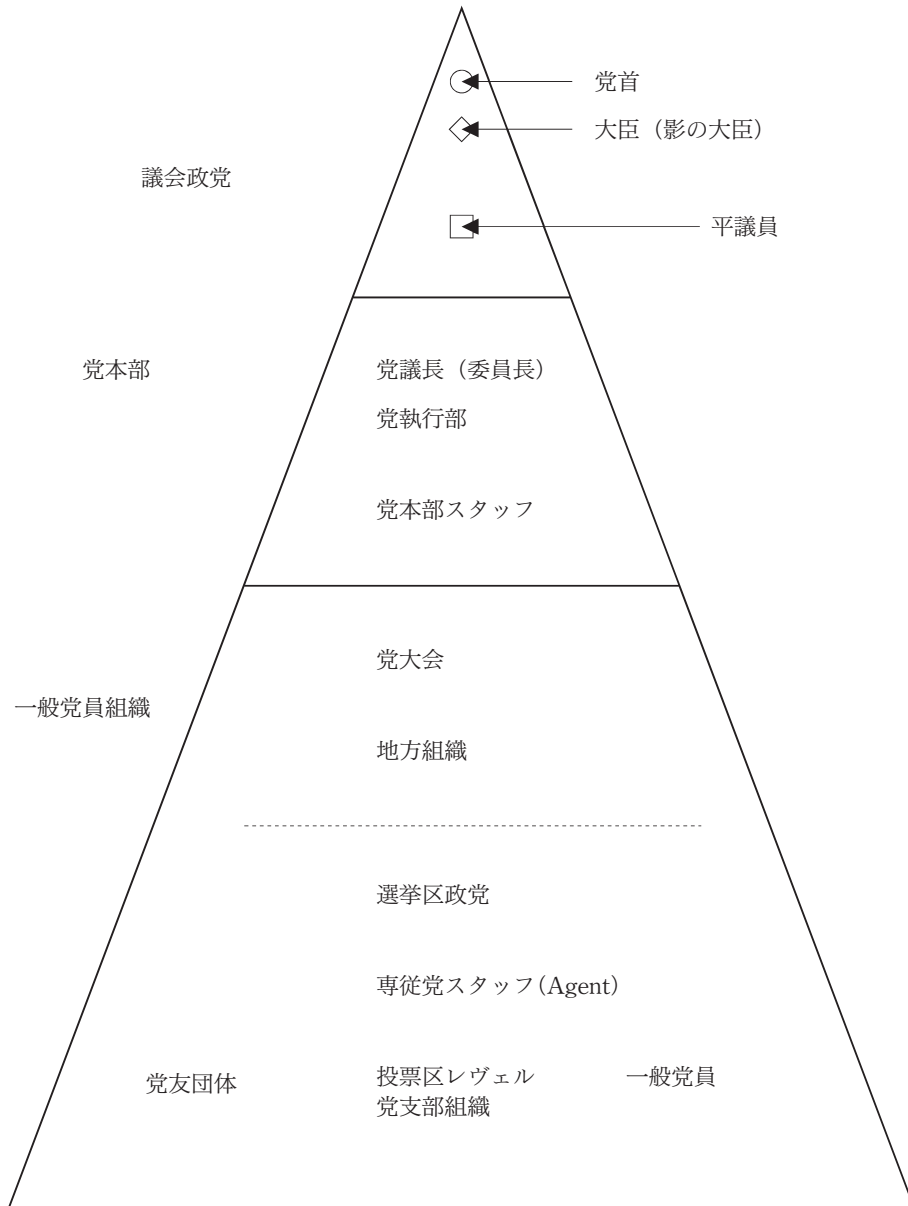 党首
大臣（影の大臣）
議会政党
平議員
党本部
党議長（委員長）
党執行部
党本部スタッフ
党大会
一般党員組織
地方組織
選挙区政党
専従党スタッフ(Agent)
党友団体
投票区レヴェル
党支部組織
一般党員